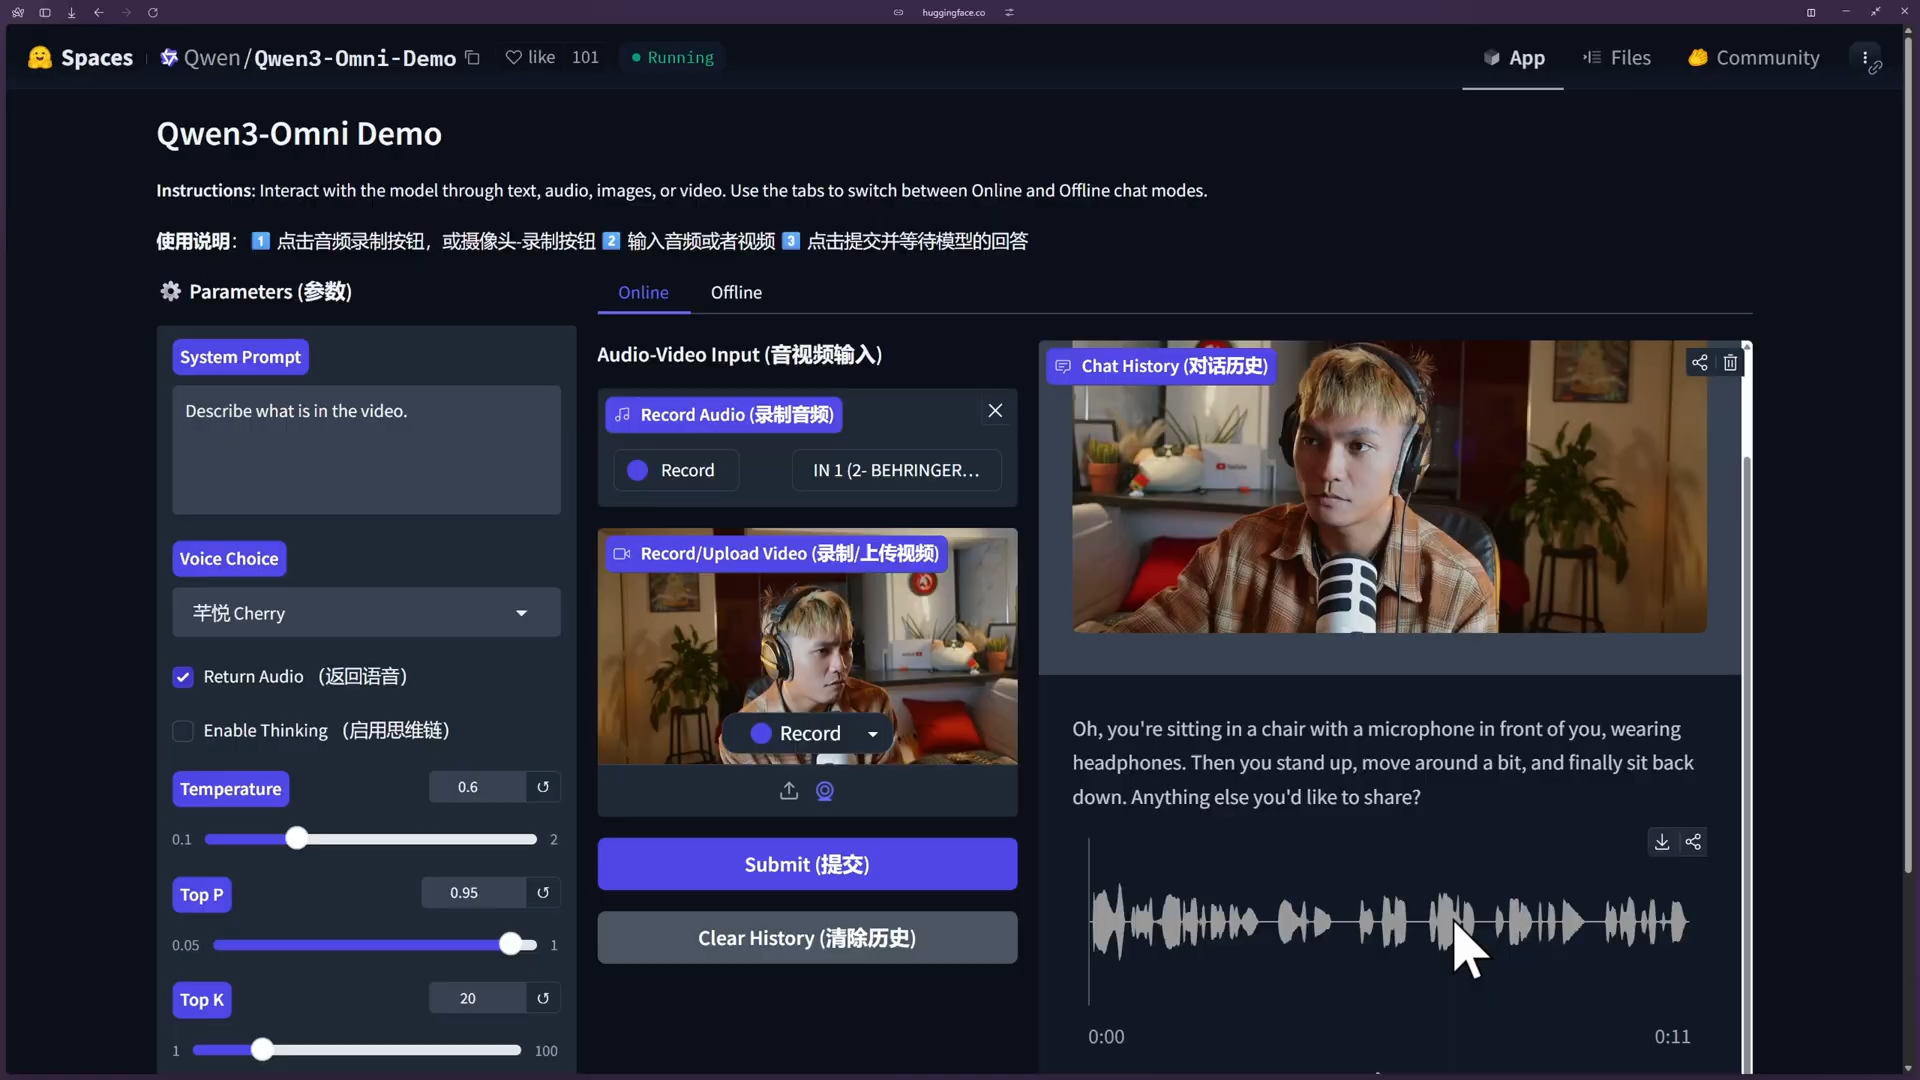 huggingface.co
Spaces
Qwen/Qwen3-Omni-Demo
like 101
Running
App
Files
Community
Qwen3-Omni Demo
Instructions: Interact with the model through text, audio, images, or video. Use the tabs to switch between Online and Offline chat modes.
使用说明： 1 点击音频录制按钮，或摄像头-录制按钮 2 输入音频或者视频 3 点击提交并等待模型的回答
Parameters (参数)
System Prompt
Describe what is in the video.
Voice Choice
芊悦 Cherry
Return Audio （返回语音）
Enable Thinking （启用思维链）
Temperature
0.6
0.1
2
Top P
0.95
0.05
1
Top K
20
1
100
Online
Offline
Audio-Video Input (音视频输入)
Record Audio (录制音频)
Record
IN 1 (2- BEHRINGER...
Record/Upload Video (录制/上传视频)
Record
Submit (提交)
Clear History (清除历史)
Chat History (对话历史)
YouTube
Oh, you're sitting in a chair with a microphone in front of you, wearing
headphones. Then you stand up, move around a bit, and finally sit back
down. Anything else you'd like to share?
0:00
0:11